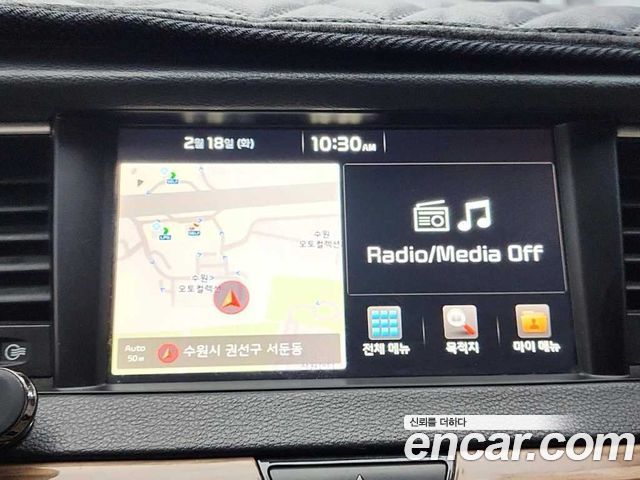 2월 18일 (화)
10:30 AM
수원
오토컬렉션
수원>
오토컬렉션
Auto
50m
수원시 권선구 서둔동
Radio/Media Off
전체 메뉴
목적지
마이 메뉴
신뢰를 더하다
encar.com